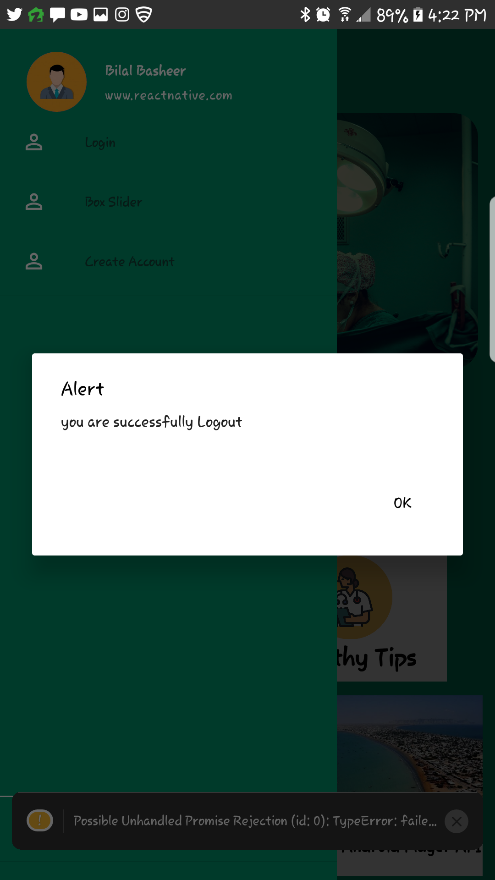 89% 4:22 PM
Bilal Basheer
www.reactnative.com
Login
Box Slider
Create Account
Alert
you are successfully Logout
OK
thy Tips
Possible Unhandled Promise Rejection (id: 0): TypeError: faile...